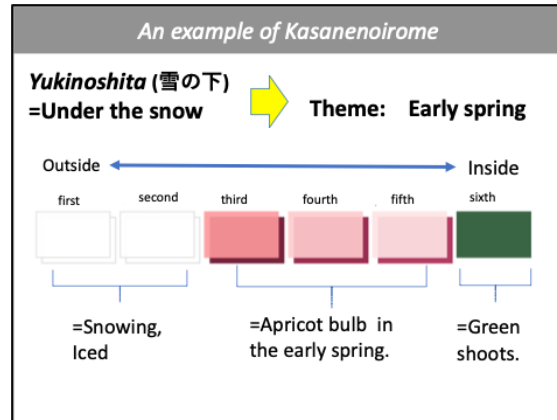 An example of Kasanenoirome
Yukinoshita (雪の下)
=Under the snow
Theme: Early spring
Outside
Inside
first
second
third
fourth
fifth
sixth
=Snowing,
Iced
=Apricot bulb in
the early spring.
=Green
shoots.